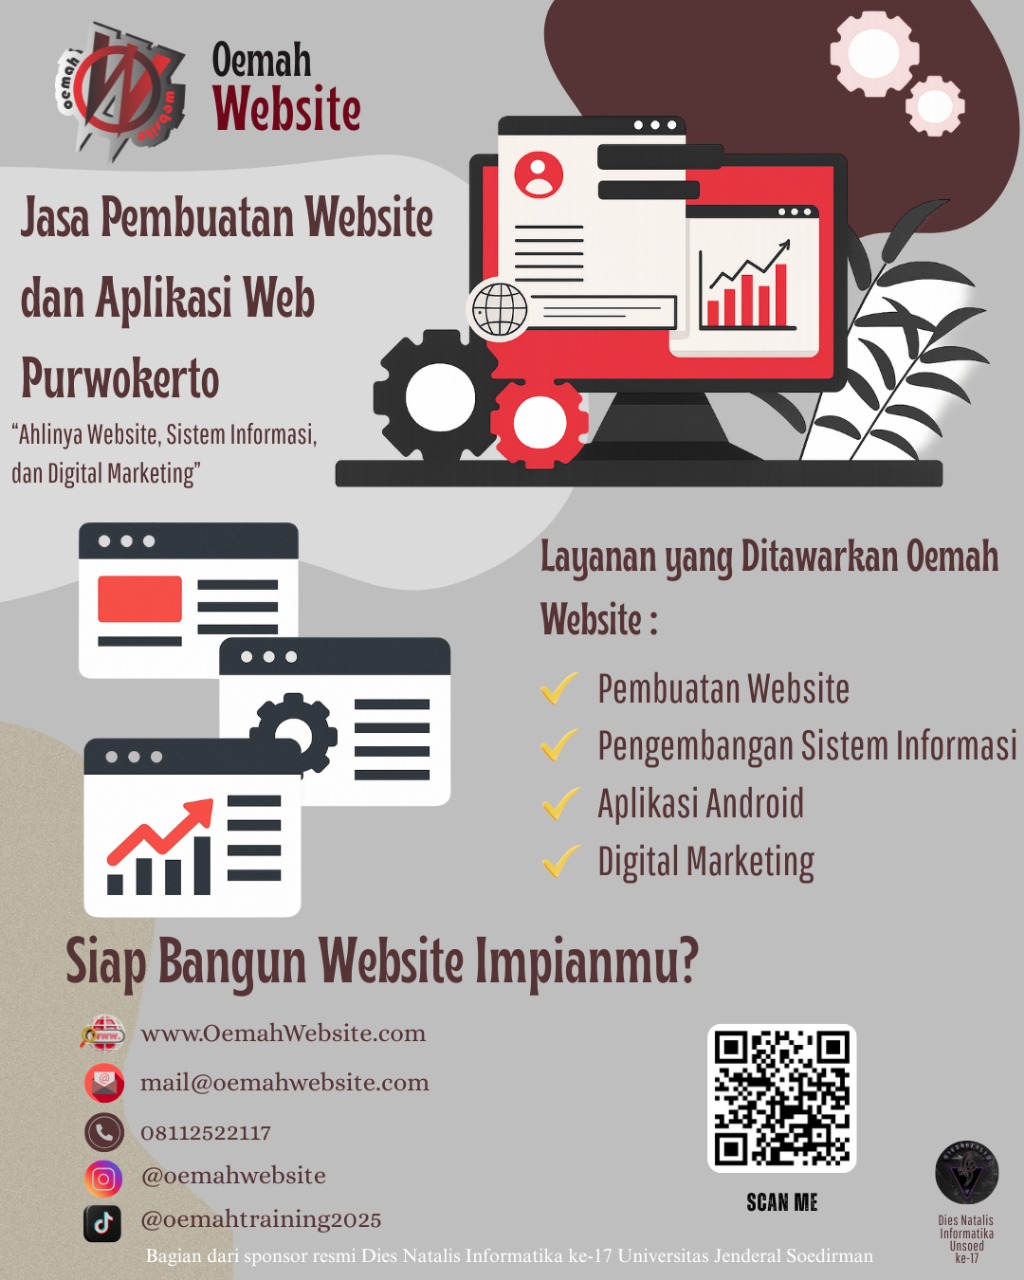 oemah
website
Oemah
Website
Jasa Pembuatan Website
dan Aplikasi Web
Purwokerto
“Ahlinya Website, Sistem Informasi,
dan Digital Marketing”
Layanan yang Ditawarkan Oemah
Website :
Pembuatan Website
Pengembangan Sistem Informasi
Aplikasi Android
Digital Marketing
Siap Bangun Website Impianmu?
www.
www.OemahWebsite.com
@
mail@oemahwebsite.com
08112522117
@oemahwebsite
@oemahtraining2025
SCAN ME
Dies Natalis
Informatika
Unsoed
ke-17
Bagian dari sponsor resmi Dies Natalis Informatika ke-17 Universitas Jenderal Soedirman